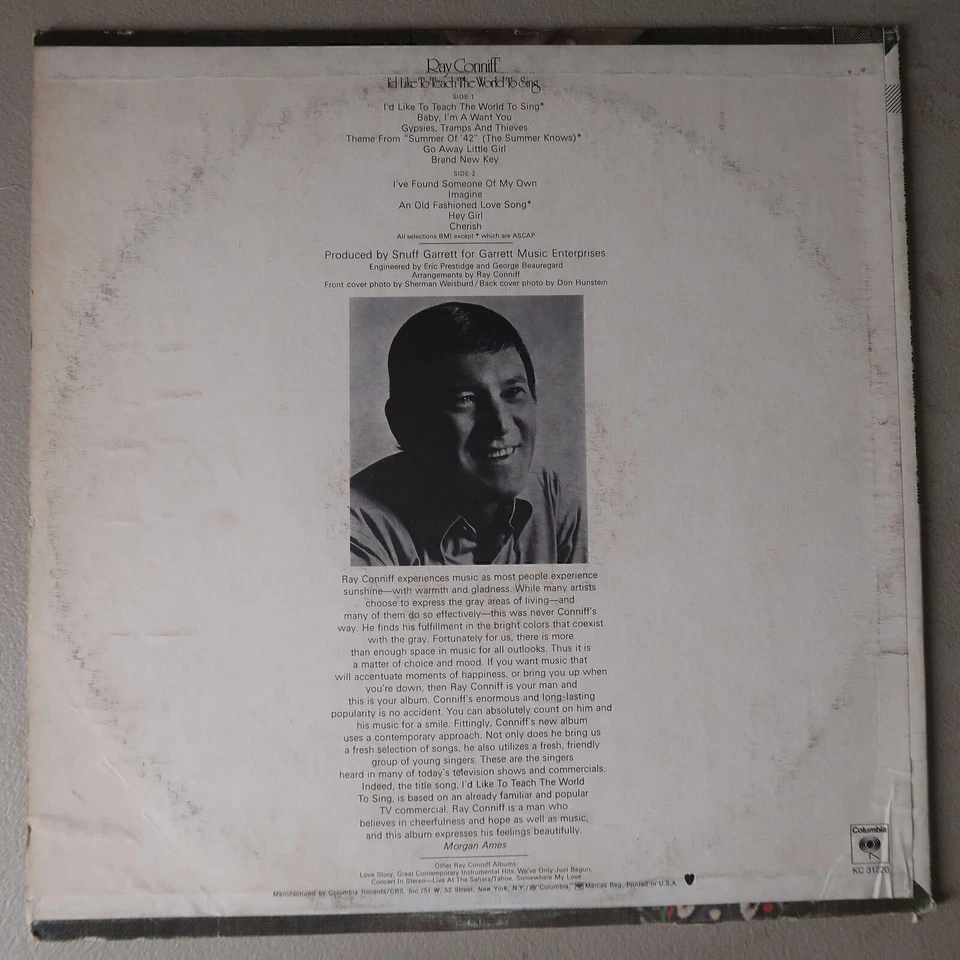 Ray Conniff
I'd Like To Teach The World To Sing
SIDE 1
I'd Like To Teach The World To Sing*
Baby, I'm A Want You
Gypsies, Tramps And Thieves
Theme From "Summer Of '42" (The Summer Knows)*
Go Away Little Girl
Brand New Key
SIDE 2
I've Found Someone Of My Own
Imagine
An Old Fashioned Love Song*
Hey Girl
Cherish
All selections BMI except * which are ASCAP
Produced by Snuff Garrett for Garrett Music Enterprises
Engineered by Eric Prestidge and George Beauregard
Arrangements by Ray Conniff
Front cover photo by Sherman Weisburd/Back cover photo by Don Hunstein
Ray Conniff experiences music as most people experience
sunshine—with warmth and gladness. While many artists
choose to express the gray areas of living—and
many of them do so effectively—this was never Conniff's
way. He finds his fulfillment in the bright colors that coexist
with the gray. Fortunately for us, there is more
than enough space in music for all outlooks. Thus it is
a matter of choice and mood. If you want music that
will accentuate moments of happiness, or bring you up when
you're down, then Ray Conniff is your man and
this is your album. Conniff's enormous and long-lasting
popularity is no accident. You can absolutely count on him and
his music for a smile. Fittingly, Conniff's new album
uses a contemporary approach. Not only does he bring us
a fresh selection of songs, he also utilizes a fresh, friendly
group of young singers. These are the singers
heard in many of today's television shows and commercials.
Indeed, the title song, I'd Like To Teach The World
To Sing, is based on an already familiar and popular
TV commercial. Ray Conniff is a man who
believes in cheerfulness and hope as well as music,
and this album expresses his feelings beautifully.
Morgan Ames
Other Ray Conniff Albums:
Love Story, Great Contemporary Instrumental Hits, We've Only Just Begun,
Concert In Stereo—Live At The Sahara/Tahoe, Somewhere My Love
Manufactured by Columbia Records/CBS, Inc./51 W. 52 Street, New York, N.Y./® "Columbia," Marcas Reg. Printed in U.S.A.
Columbia
KC 31220